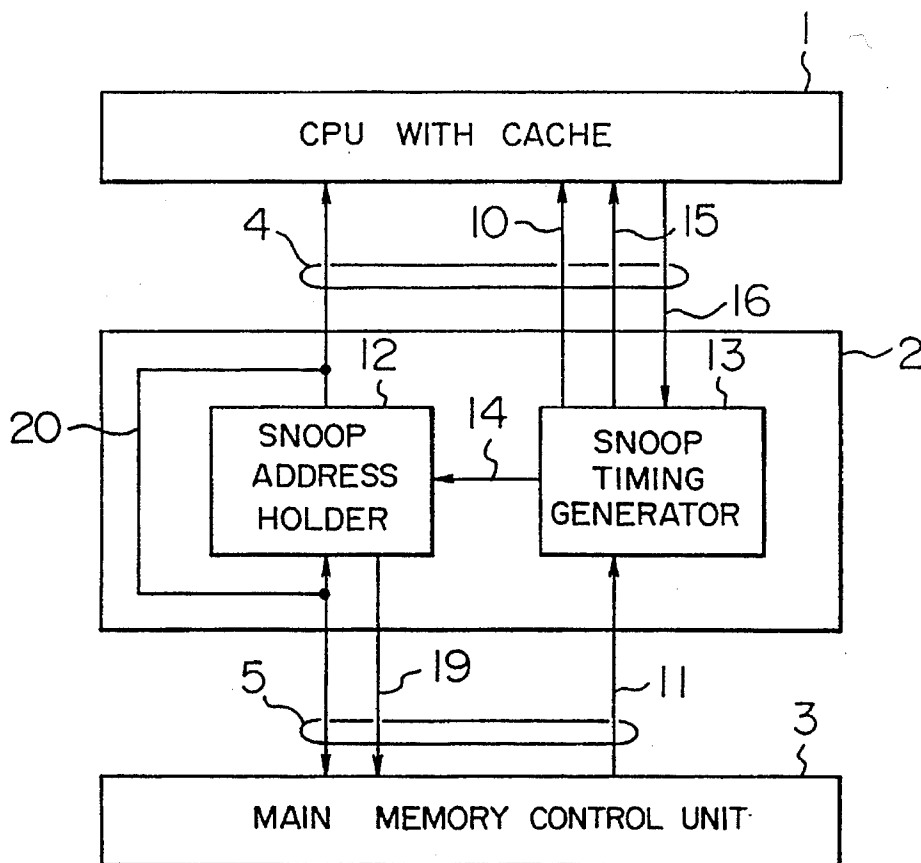 1
CPU WITH CACHE
4
10
15
16
2
12
13
20
SNOOP
ADDRESS
HOLDER
14
SNOOP
TIMING
GENERATOR
5
19
11
3
MAIN MEMORY CONTROL UNIT